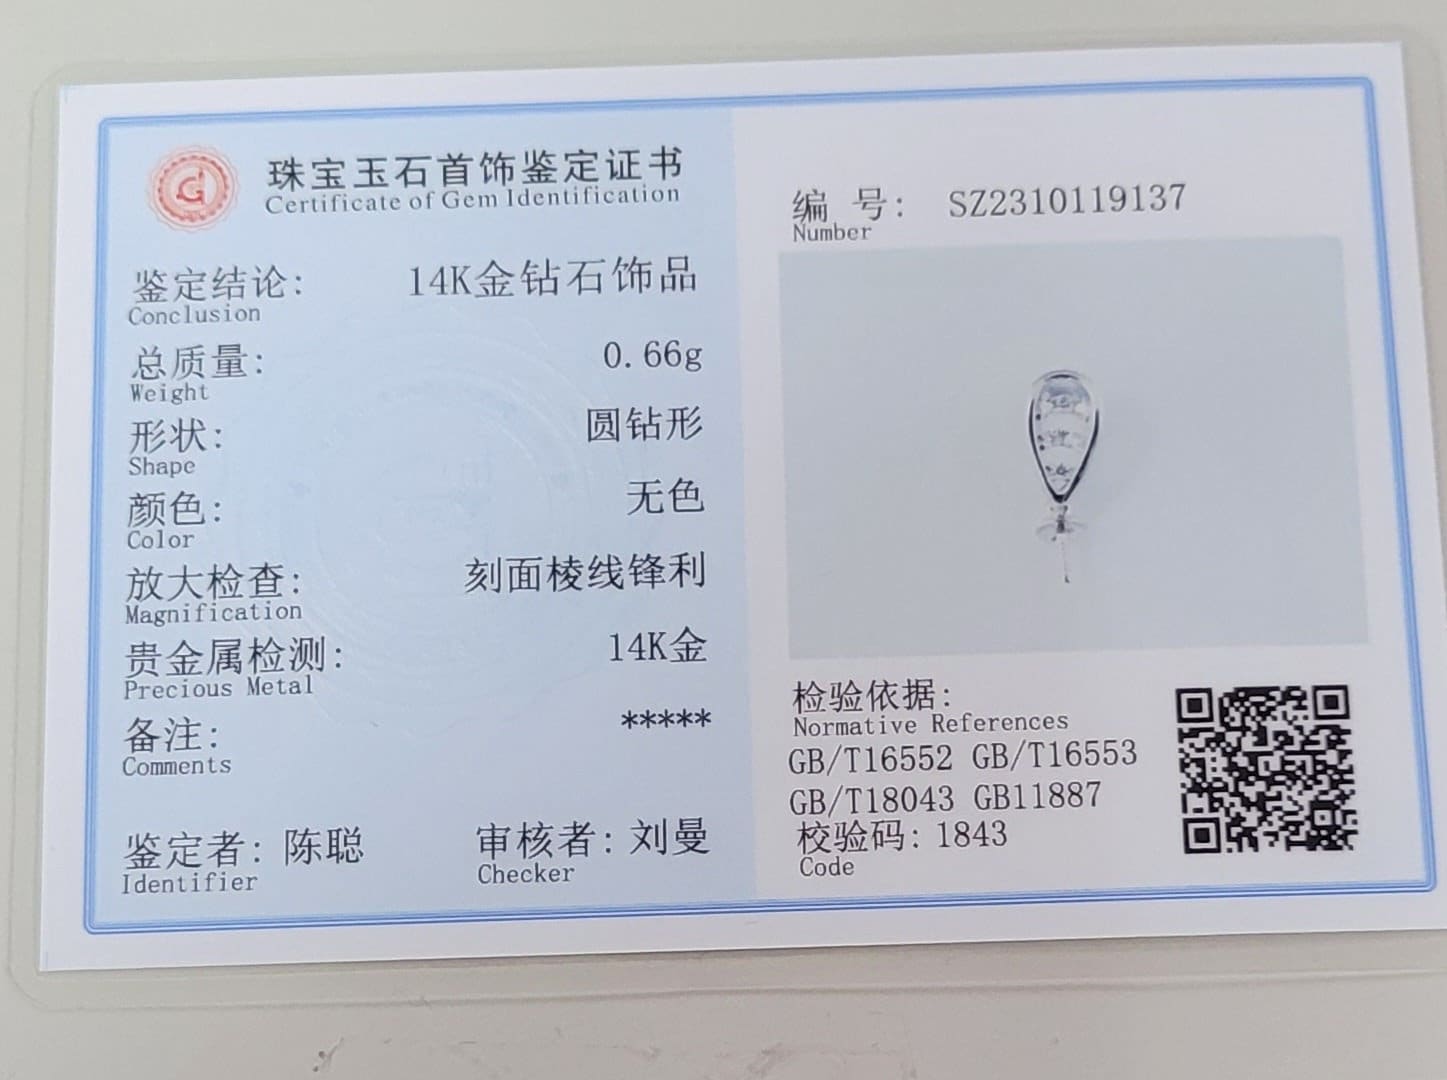 珠宝玉石首饰鉴定证书
Certificate of Gem Identification
鉴定结论: 14K金钻石饰品
Conclusion
总质量: 0.66g
Weight
形状: 圆钻形
Shape
颜色: 无色
Color
放大检查: 刻面棱线锋利
Magnification
贵金属检测: 14K金
Precious Metal
备注: *****
Comments
鉴定者: 陈聪 审核者: 刘曼
Identifier Checker
编 号: SZ2310119137
Number
检验依据:
Normative References
GB/T16552 GB/T16553
GB/T18043 GB11887
校验码: 1843
Code